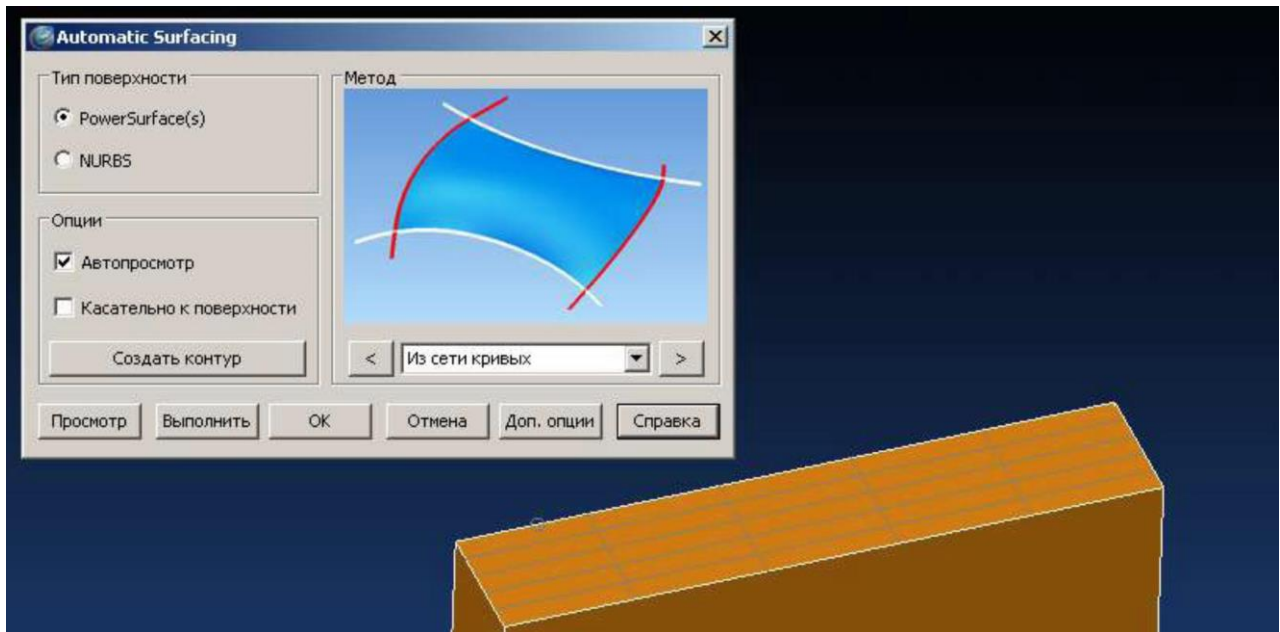 Automatic Surfacing
Тип поверхности
PowerSurface(s)
NURBS
Опции
Автопросмотр
Касательно к поверхности
Создать контур
Метод
< Из сети кривых >
Просмотр Выполнить OK Отмена Доп. опции Справка